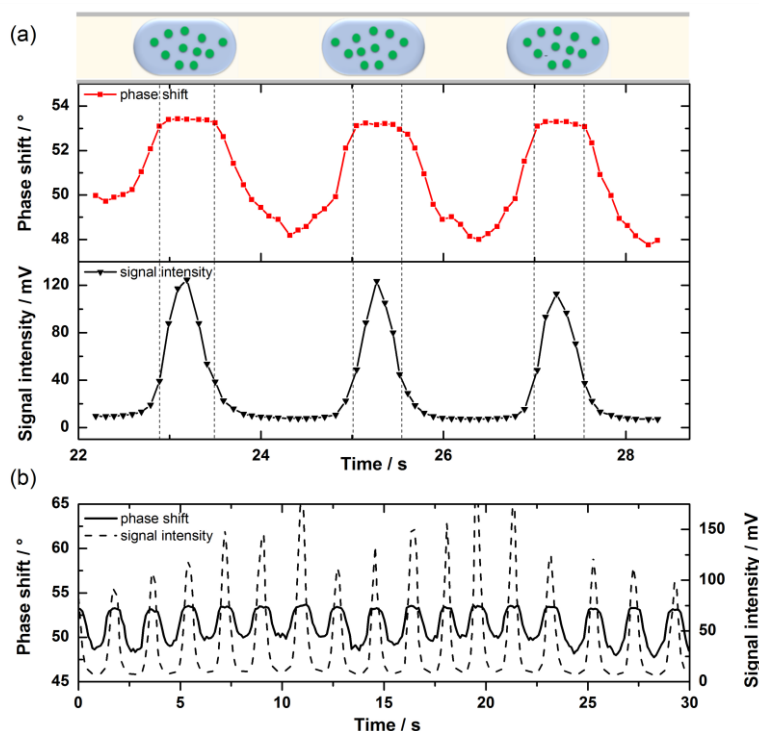 (a)
54
52
50
48
Phase shift / °
phase shift
120
80
40
0
Signal intensity / mV
signal intensity
22 24 26 28
Time / s
(b)
65
60
55
50
45
Phase shift / °
phase shift
signal intensity
150
100
50
0
Signal intensity / mV
0 5 10 15 20 25 30
Time / s